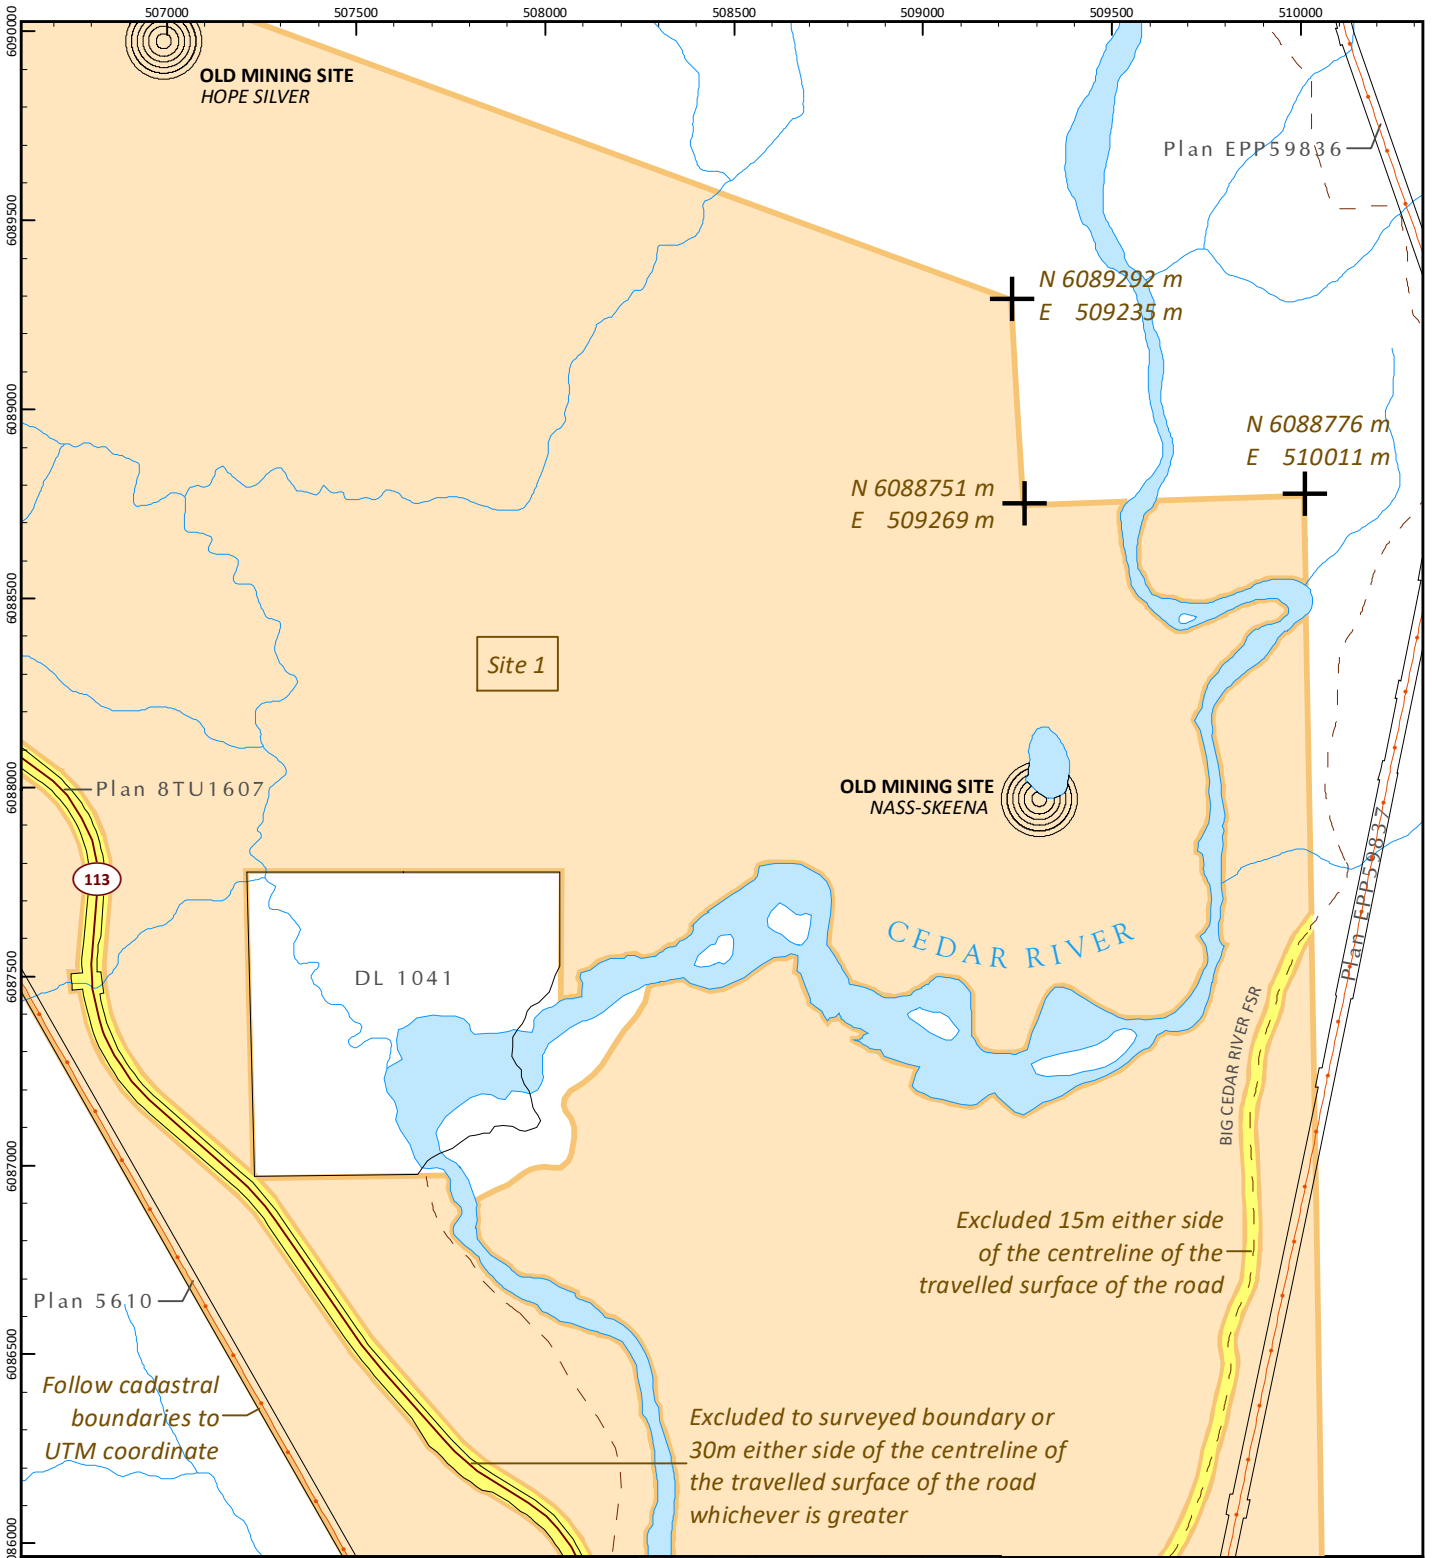 507000 507500 508000 508500 509000 509500 510000
6090000
6089500
6089000
6088500
6088000
6087500
6087000
6086500
6086000
OLD MINING SITE
HOPE SILVER
Plan EPP59836
N 6089292 m
E 509235 m
N 6088776 m
E 510011 m
N 6088751 m
E 509269 m
Site 1
OLD MINING SITE
NASS-SKEENA
Plan 8TU1607
113
Plan EPP59837
CEDAR RIVER
DL 1041
BIG CEDAR RIVER FSR
Excluded 15m either side
of the centreline of the
travelled surface of the road
Plan 5610
Follow cadastral
boundaries to
UTM coordinate
Excluded to surveyed boundary or
30m either side of the centreline of
the travelled surface of the road
whichever is greater